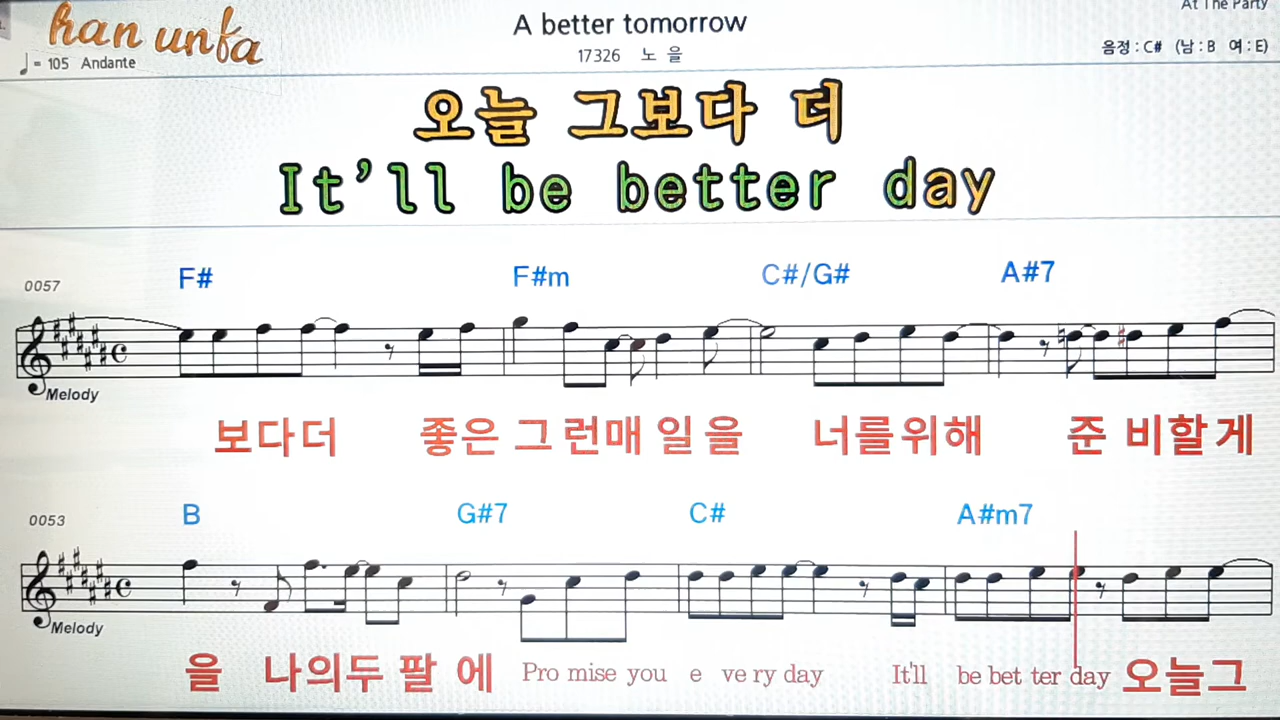 han unfa
A better tomorrow
At The Party
♩ = 105 Andante
17326 노 을
음정 : C# (남 : B 여 : E)
오늘 그보다 더
It'll be better day
0057
F# F#m C#/G# A#7
Melody
보다더 좋은 그런매 일 을 너를위해 준 비할게
0053
B G#7 C# A#m7
Melody
을 나의두 팔 에 Pro mise you e ve ry day It'll be bet ter day 오늘그